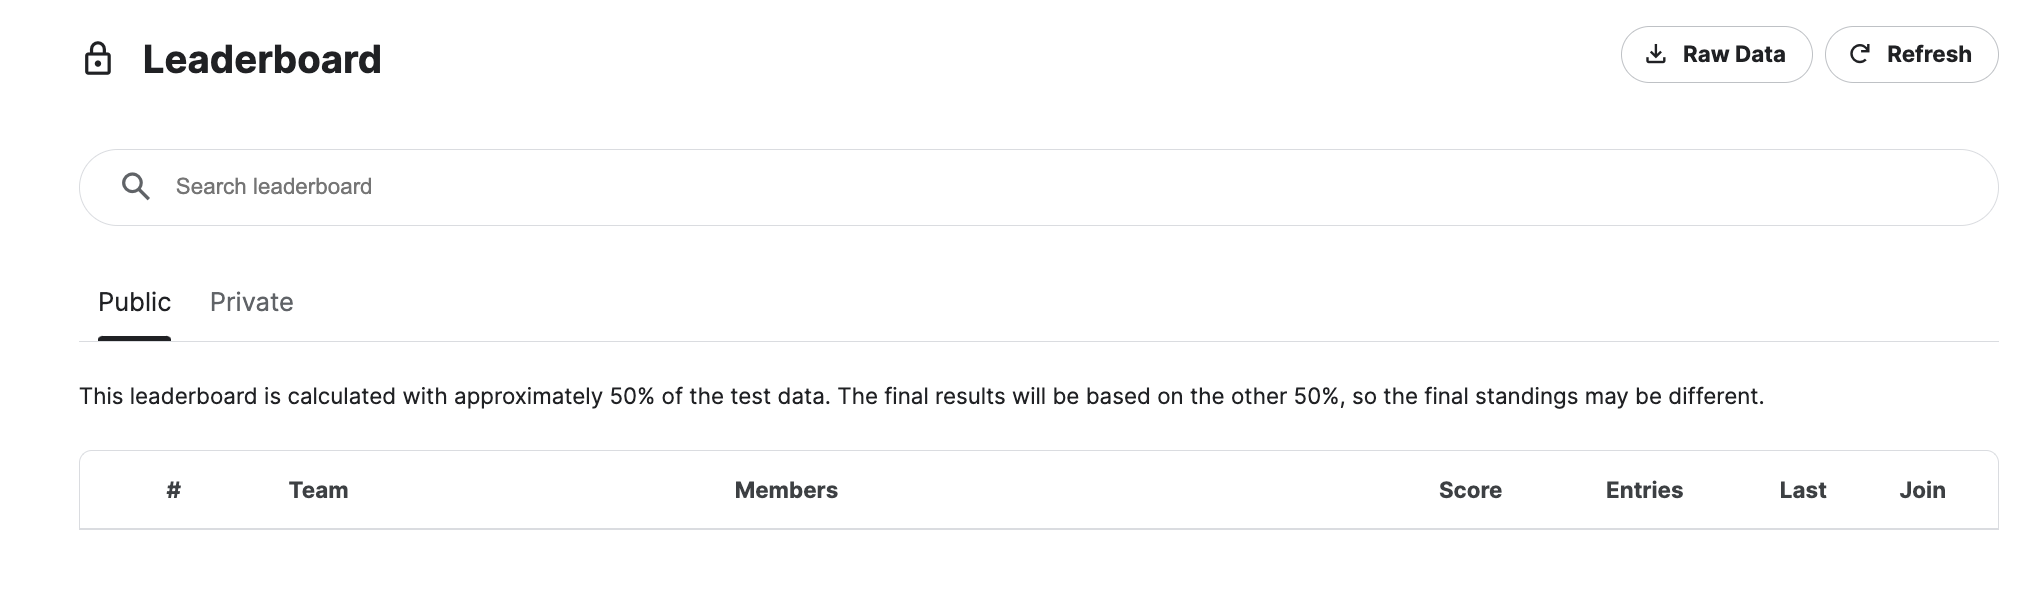 Leaderboard
Raw Data
Refresh
Search leaderboard
Public Private
This leaderboard is calculated with approximately 50% of the test data. The final results will be based on the other 50%, so the final standings may be different.
# Team Members Score Entries Last Join